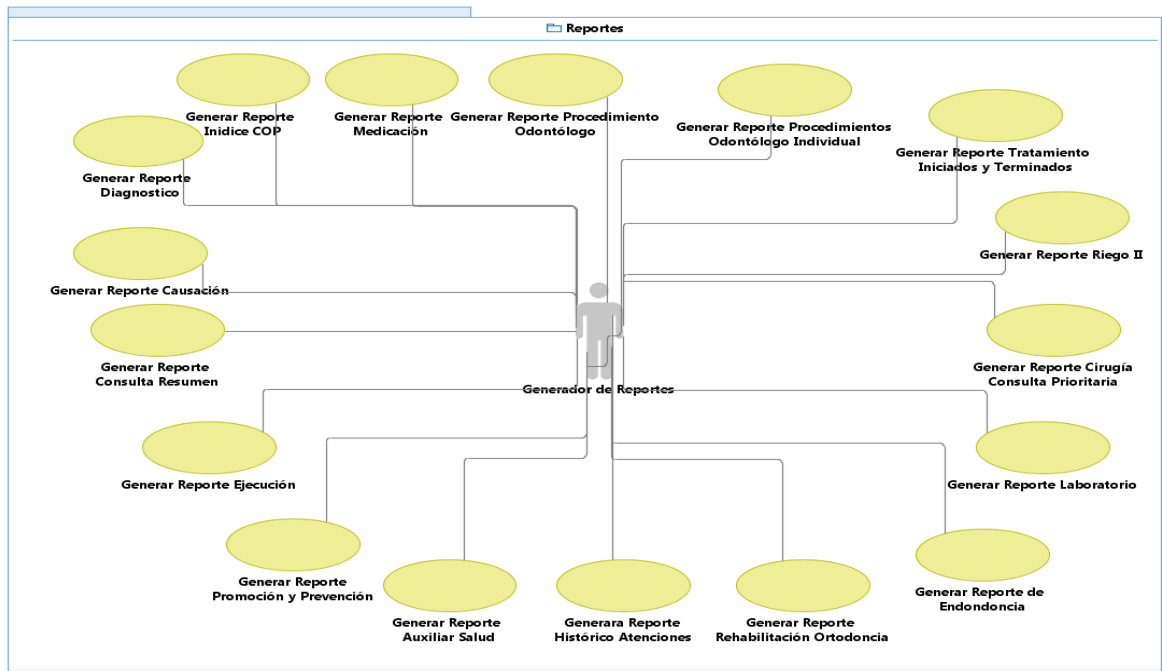 Reportes
Generar Reporte
Inidice COP
Generar Reporte
Medicación
Generar Reporte Procedimiento
Odontólogo
Generar Reporte Procedimientos
Odontólogo Individual
Generar Reporte Tratamiento
Iniciados y Terminados
Generar Reporte
Diagnostico
Generar Reporte Riego II
Generar Reporte Causación
Generar Reporte
Consulta Resumen
Generar Reporte Cirugía
Consulta Prioritaria
Generador de Reportes
Generar Reporte Ejecución
Generar Reporte Laboratorio
Generar Reporte
Promoción y Prevención
Generar Reporte de
Endondoncia
Generar Reporte
Auxiliar Salud
Generara Reporte
Histórico Atenciones
Generar Reporte
Rehabilitación Ortodoncia